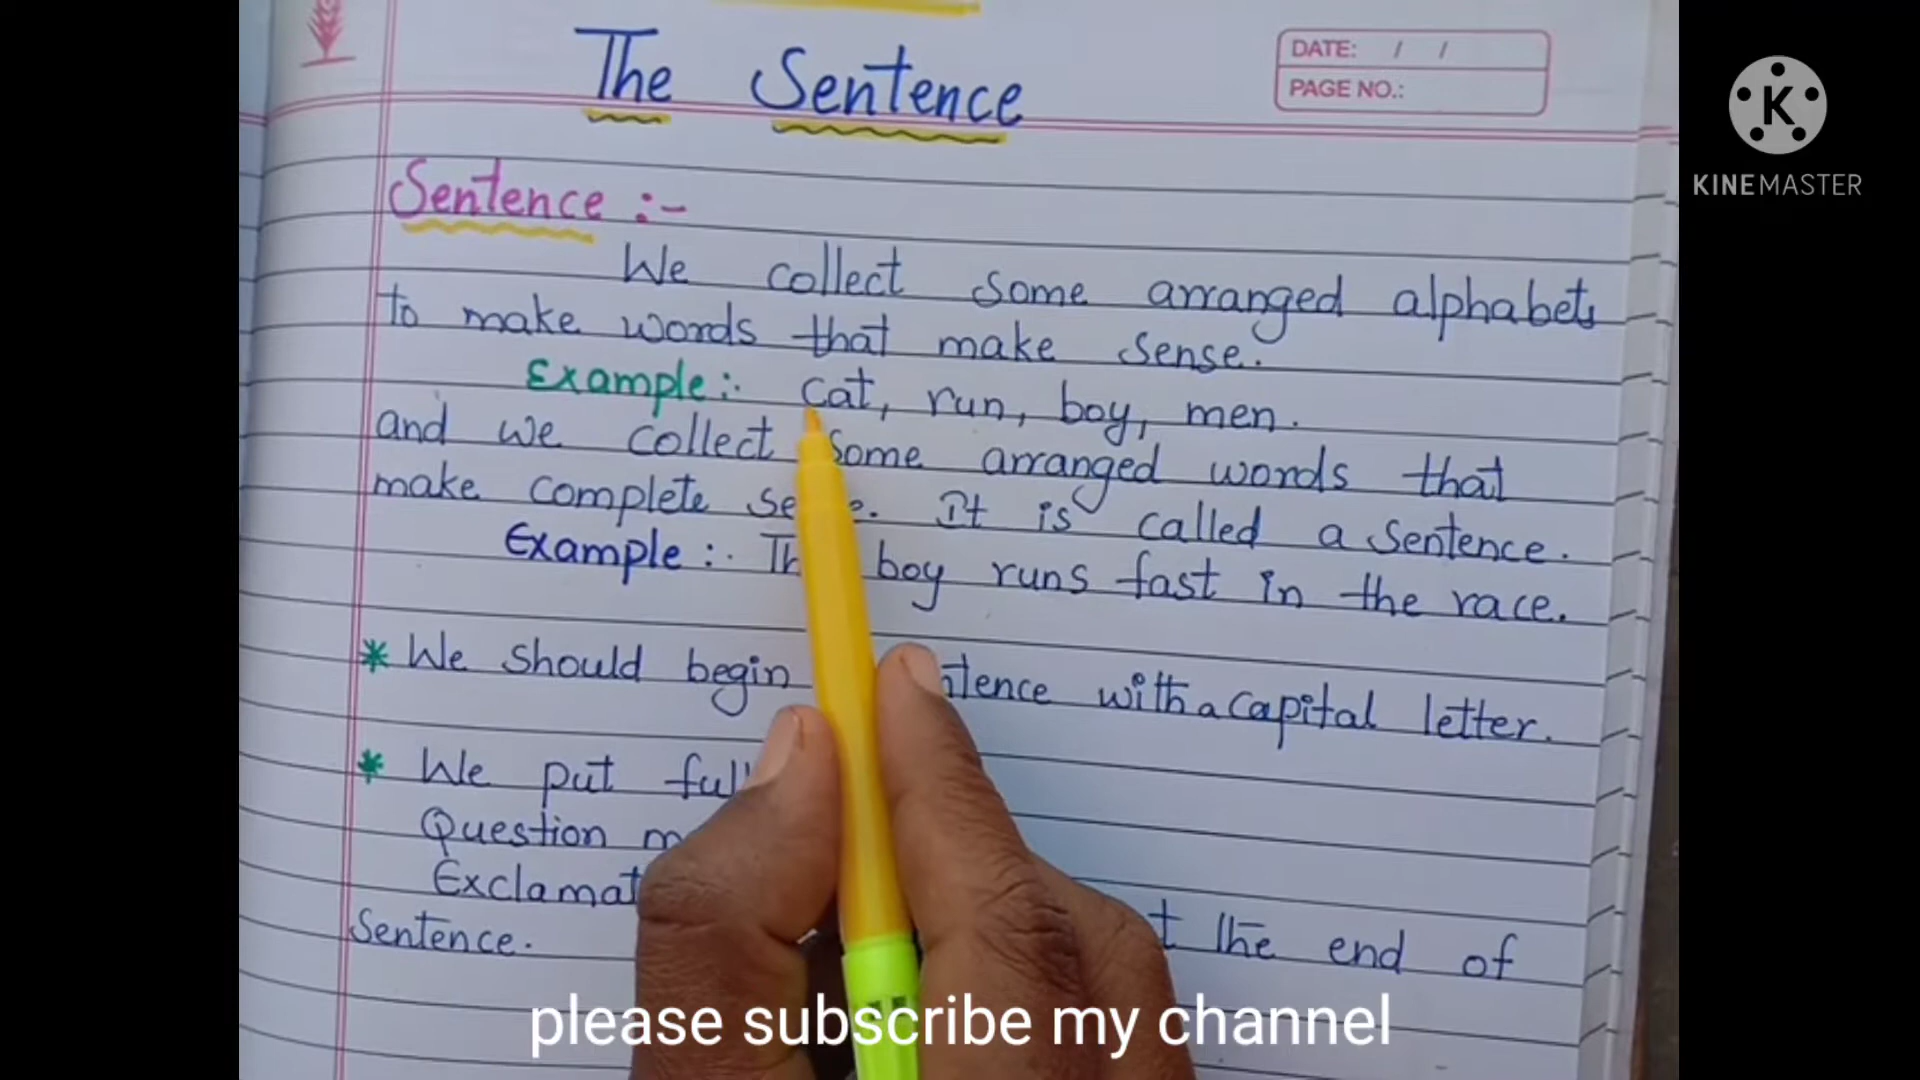 The Sentence
DATE: / /
PAGE NO.:
K
KINEMASTER
Sentence :-
We collect some arranged alphabets
to make words that make sense.
Example :- cat, run, boy, men.
and we collect some arranged words that
make complete se. It is called a sentence.
Example :- Th boy runs fast in the race.
* We should begin ntence with a capital letter.
* We put full
Question m
Exclamat t the end of
Sentence.
please subscribe my channel